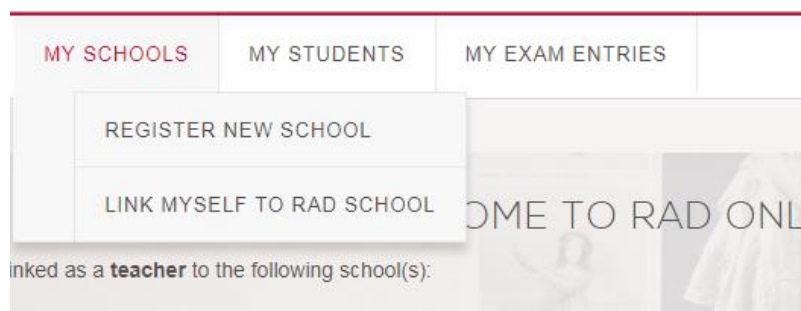 MY SCHOOLS MY STUDENTS MY EXAM ENTRIES
REGISTER NEW SCHOOL
LINK MYSELF TO RAD SCHOOL
OME TO RAD ONL
inked as a teacher to the following school(s):